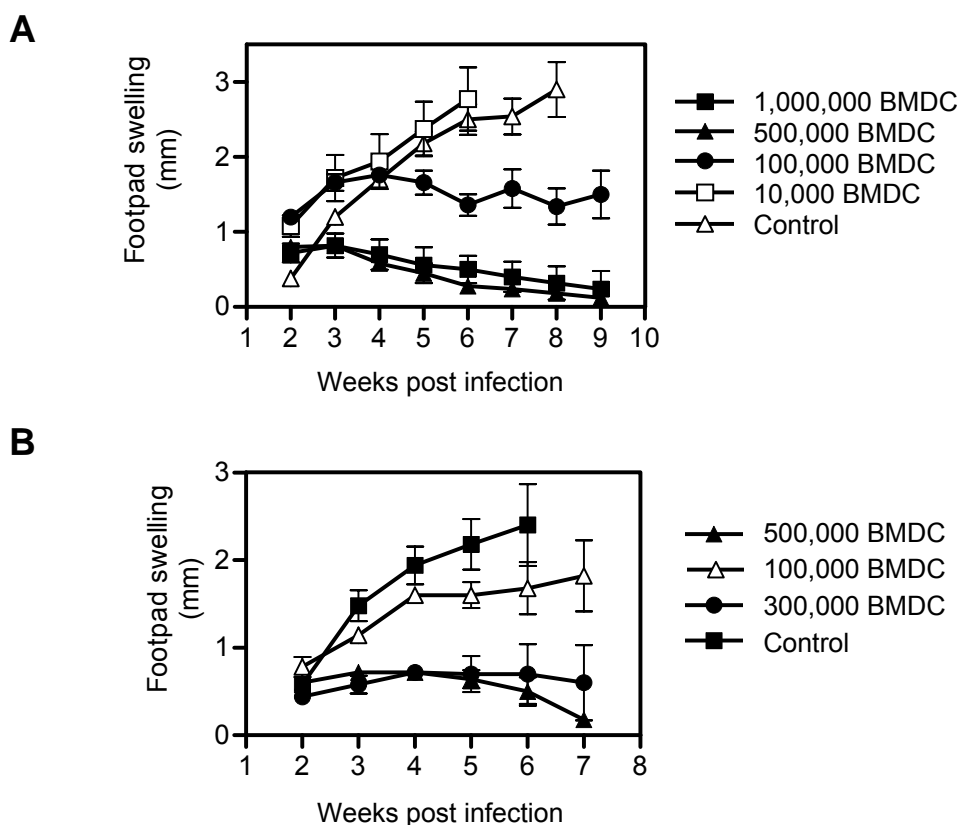 A
Footpad swelling
(mm)
3
2
1
0
1 2 3 4 5 6 7 8 9 10
Weeks post infection
1,000,000 BMDC
500,000 BMDC
100,000 BMDC
10,000 BMDC
Control
B
Footpad swelling
(mm)
3
2
1
0
1 2 3 4 5 6 7 8
Weeks post infection
500,000 BMDC
100,000 BMDC
300,000 BMDC
Control